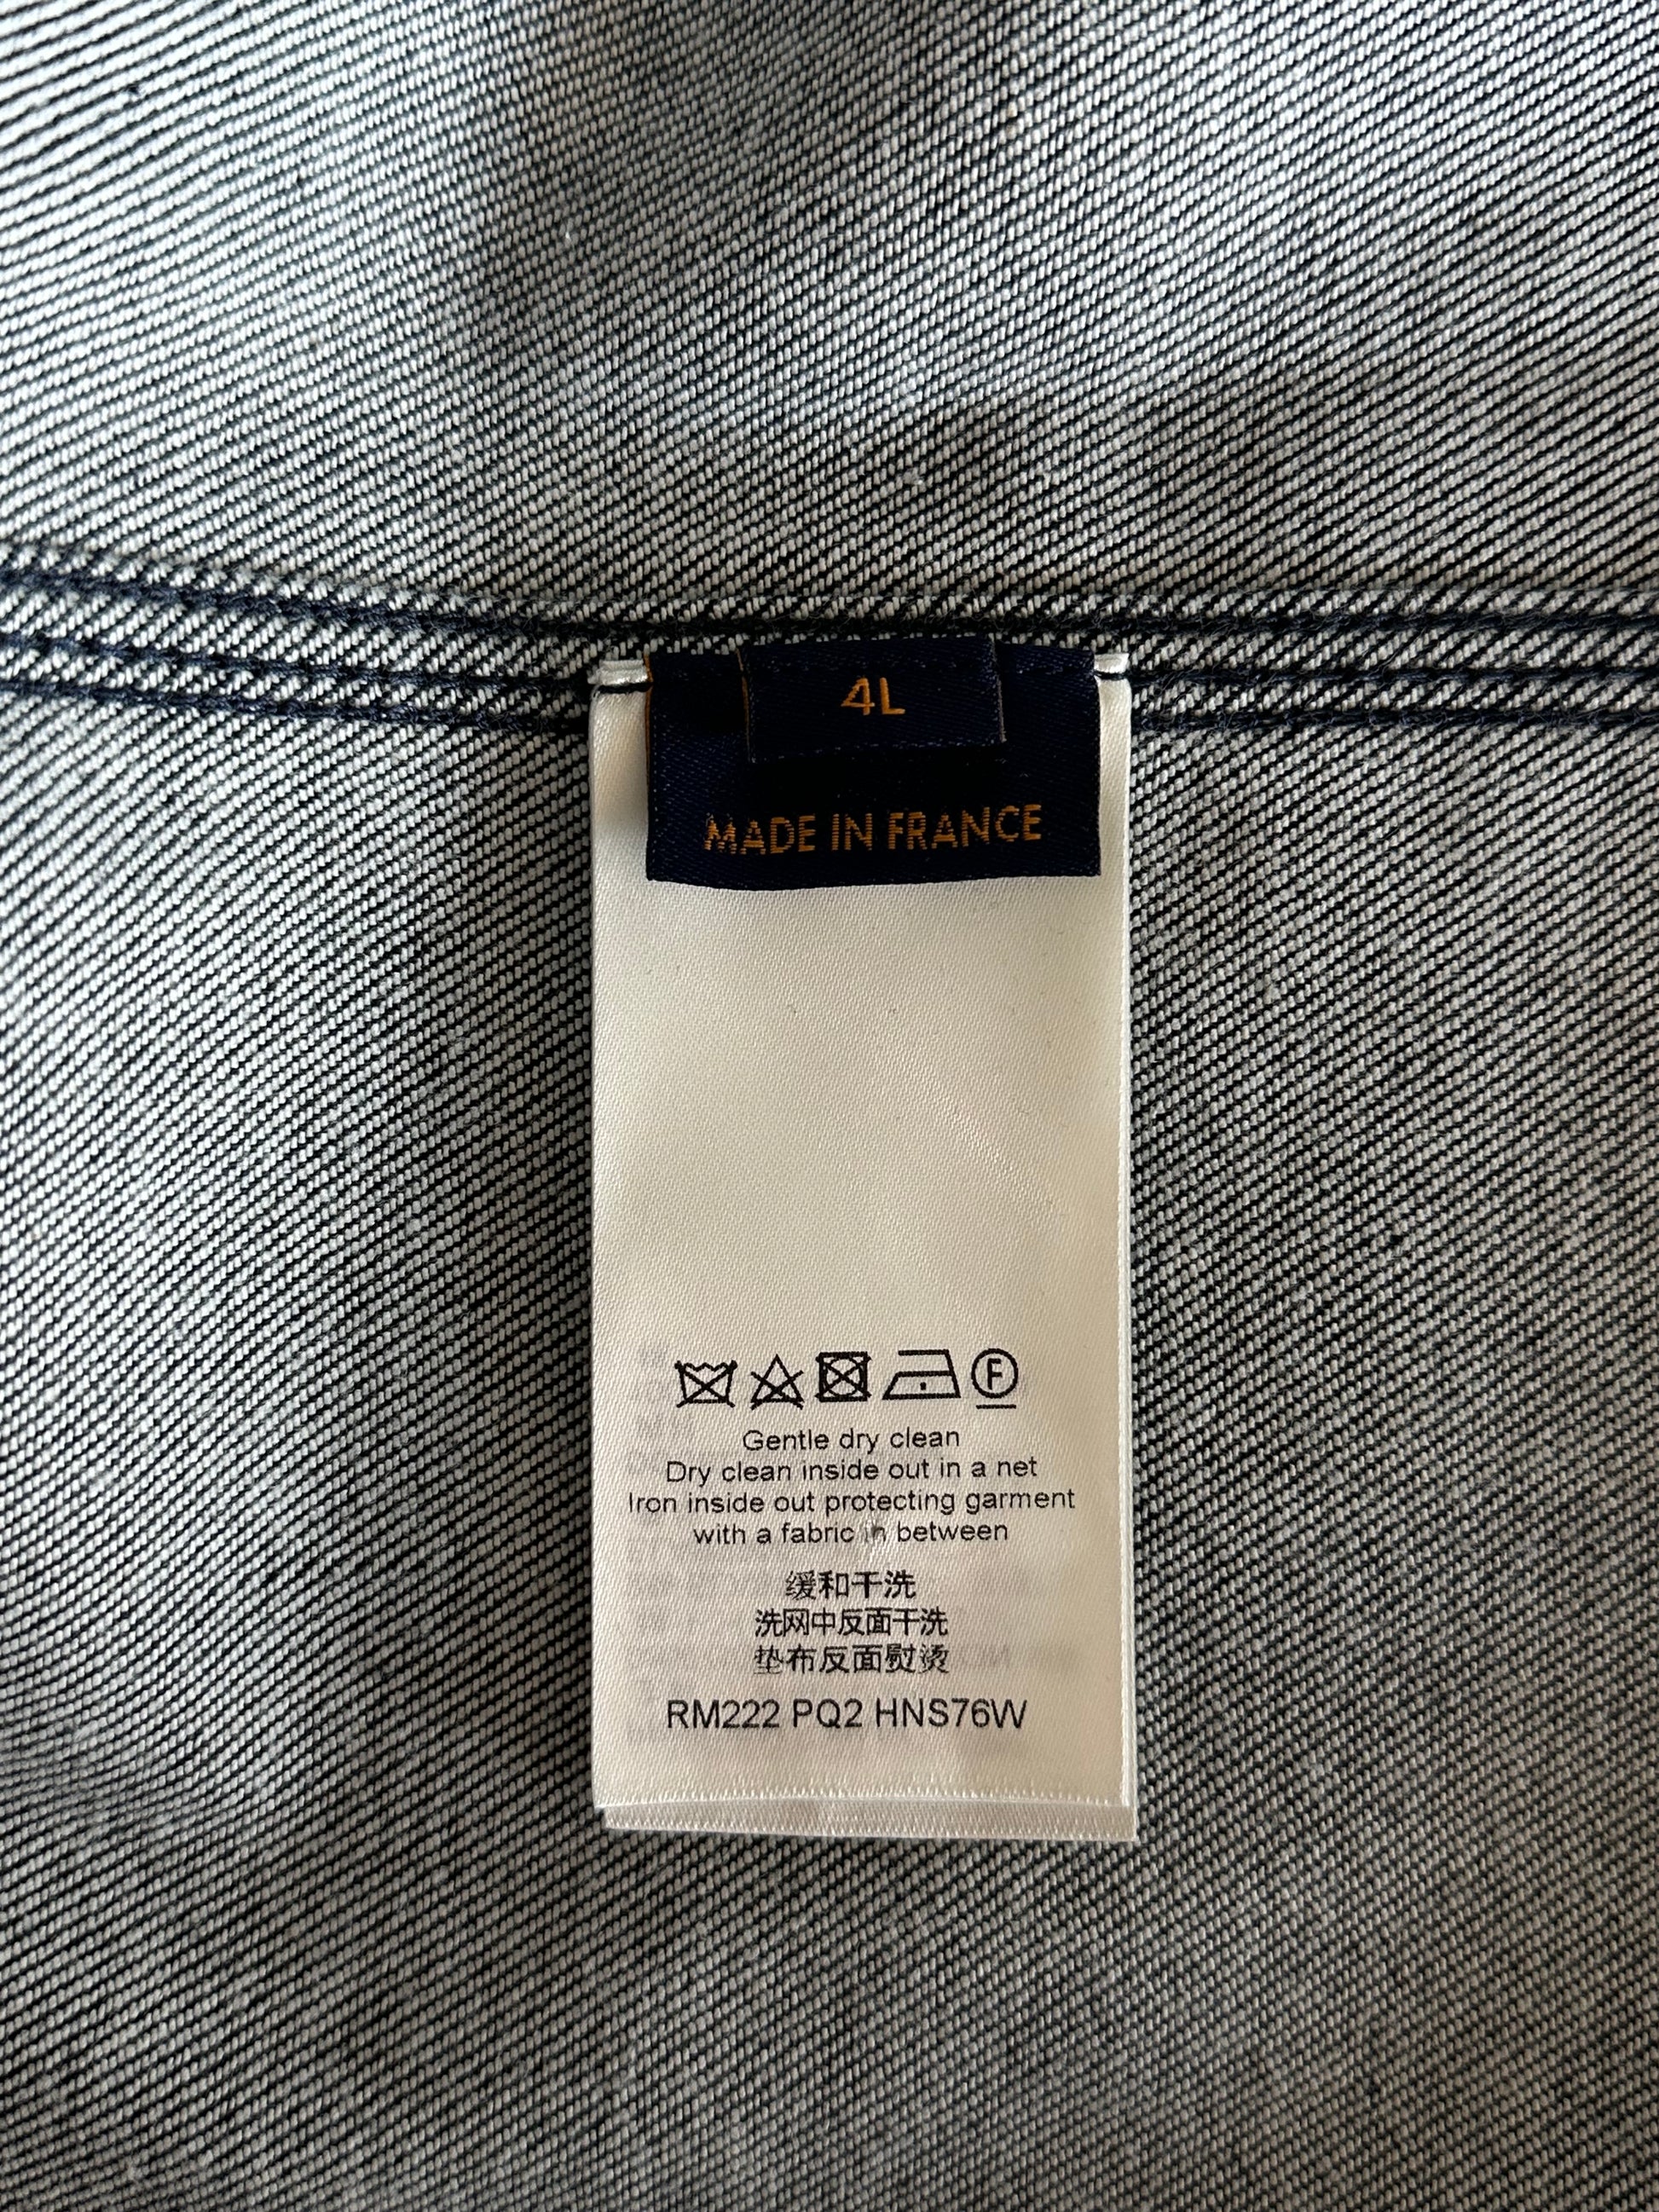 4L
MADE IN FRANCE
F
Gentle dry clean
Dry clean inside out in a net
Iron inside out protecting garment
with a fabric in between
缓和干洗
洗网中反面干洗
垫布反面熨烫
RM222 PQ2 HNS76W